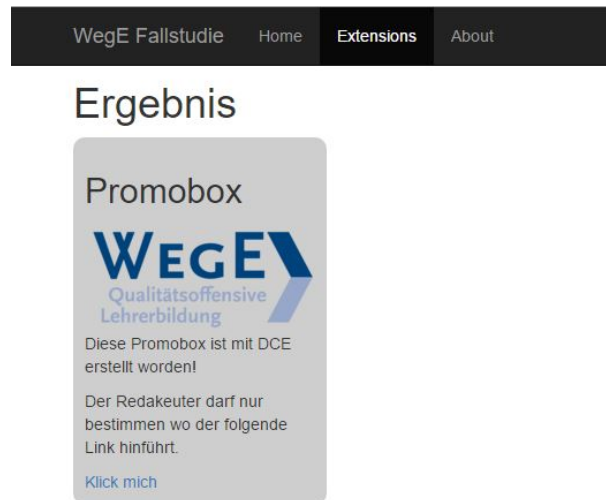 WegE Fallstudie Home Extensions About
Ergebnis
Promobox
WEGE
Qualitätsoffensive
Lehrerbildung
Diese Promobox ist mit DCE
erstellt worden!
Der Redakeuter darf nur
bestimmen wo der folgende
Link hinführt.
Klick mich